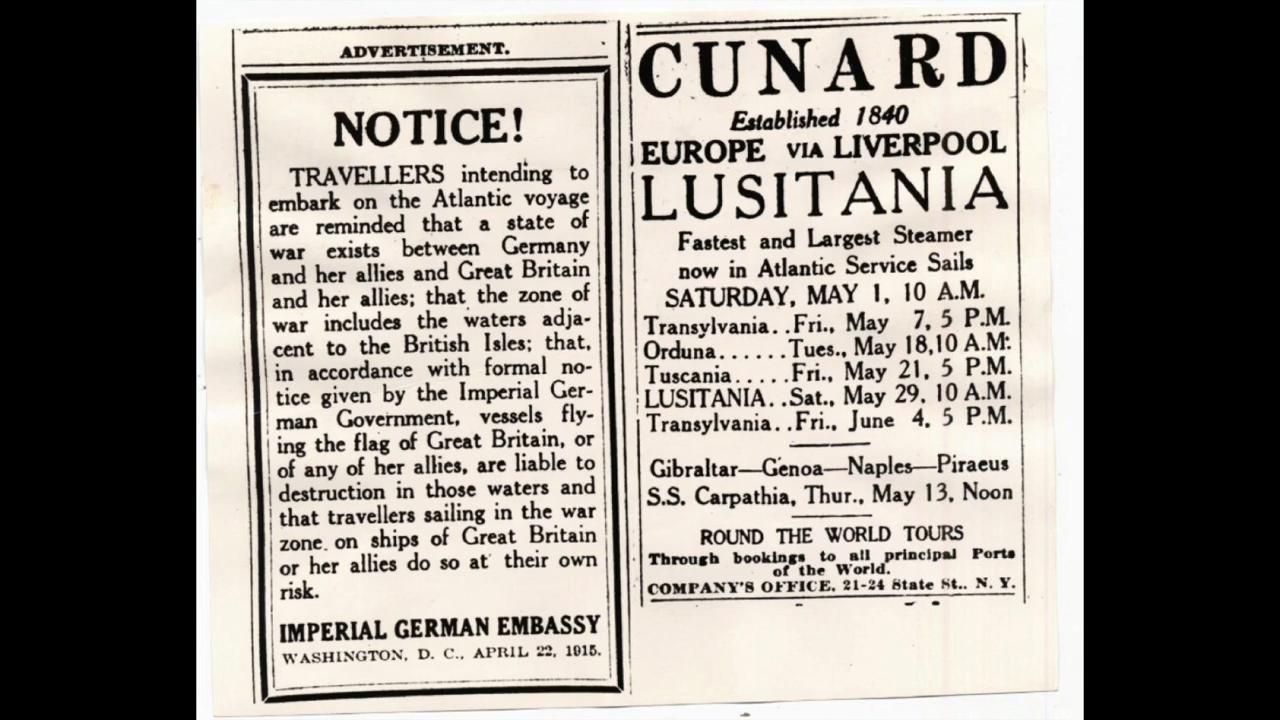 ADVERTISEMENT.
NOTICE!
TRAVELLERS intending to
embark on the Atlantic voyage
are reminded that a state of
war exists between Germany
and her allies and Great Britain
and her allies; that the zone of
war includes the waters adja-
cent to the British Isles; that,
in accordance with formal no-
tice given by the Imperial Ger-
man Government, vessels fly-
ing the flag of Great Britain, or
of any of her allies, are liable to
destruction in those waters and
that travellers sailing in the war
zone on ships of Great Britain
or her allies do so at their own
risk.
IMPERIAL GERMAN EMBASSY
WASHINGTON, D. C., APRIL 22, 1915.
CUNARD
Established 1840
EUROPE VIA LIVERPOOL
LUSITANIA
Fastest and Largest Steamer
now in Atlantic Service Sails
SATURDAY, MAY 1, 10 A.M.
Transylvania..Fri., May 7, 5 P.M.
Orduna......Tues., May 18, 10 A.M.
Tuscania.....Fri., May 21, 5 P.M.
LUSITANIA..Sat., May 29, 10 A.M.
Transylvania..Fri., June 4, 5 P.M.
Gibraltar—Genoa—Naples—Piraeus
S.S. Carpathia, Thur., May 13, Noon
ROUND THE WORLD TOURS
Through bookings to all principal Ports
of the World.
COMPANY'S OFFICE, 21-24 State St., N. Y.